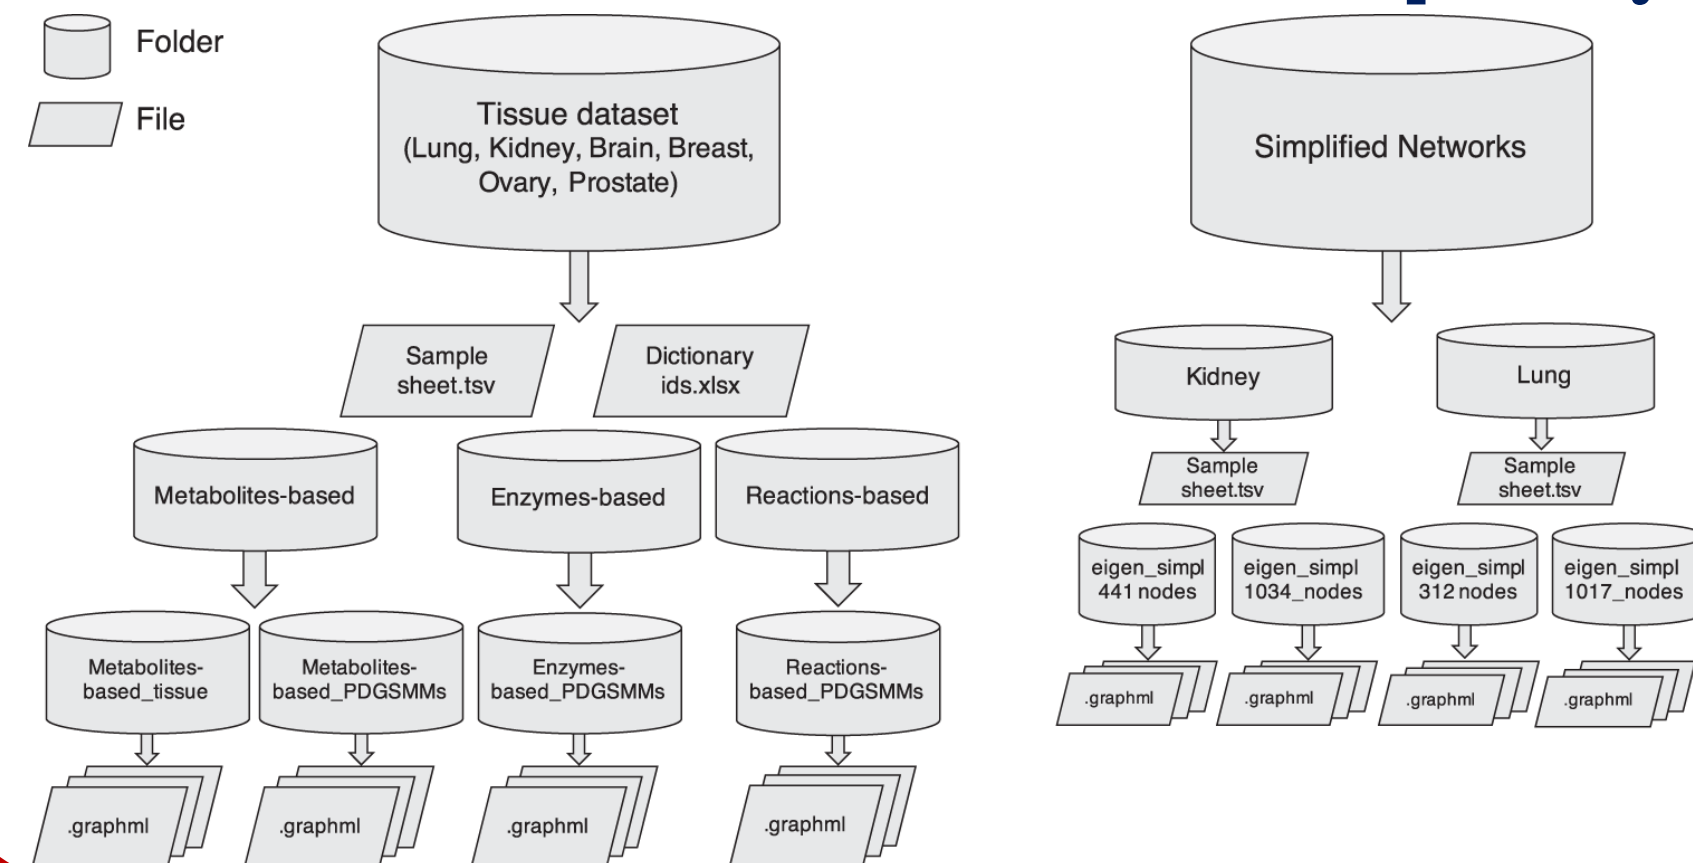 Folder
File
Tissue dataset
(Lung, Kidney, Brain, Breast,
Ovary, Prostate)
Sample
sheet.tsv
Dictionary
ids.xlsx
Metabolites-based
Enzymes-based
Reactions-based
Metabolites-
based_tissue
Metabolites-
based_PDGSMMs
Enzymes-
based_PDGSMMs
Reactions-
based_PDGSMMs
.graphml
.graphml
.graphml
.graphml
Simplified Networks
Kidney
Lung
Sample
sheet.tsv
Sample
sheet.tsv
eigen_simpl
441 nodes
eigen_simpl
1034_nodes
eigen_simpl
312 nodes
eigen_simpl
1017_nodes
.graphml
.graphml
.graphml
.graphml